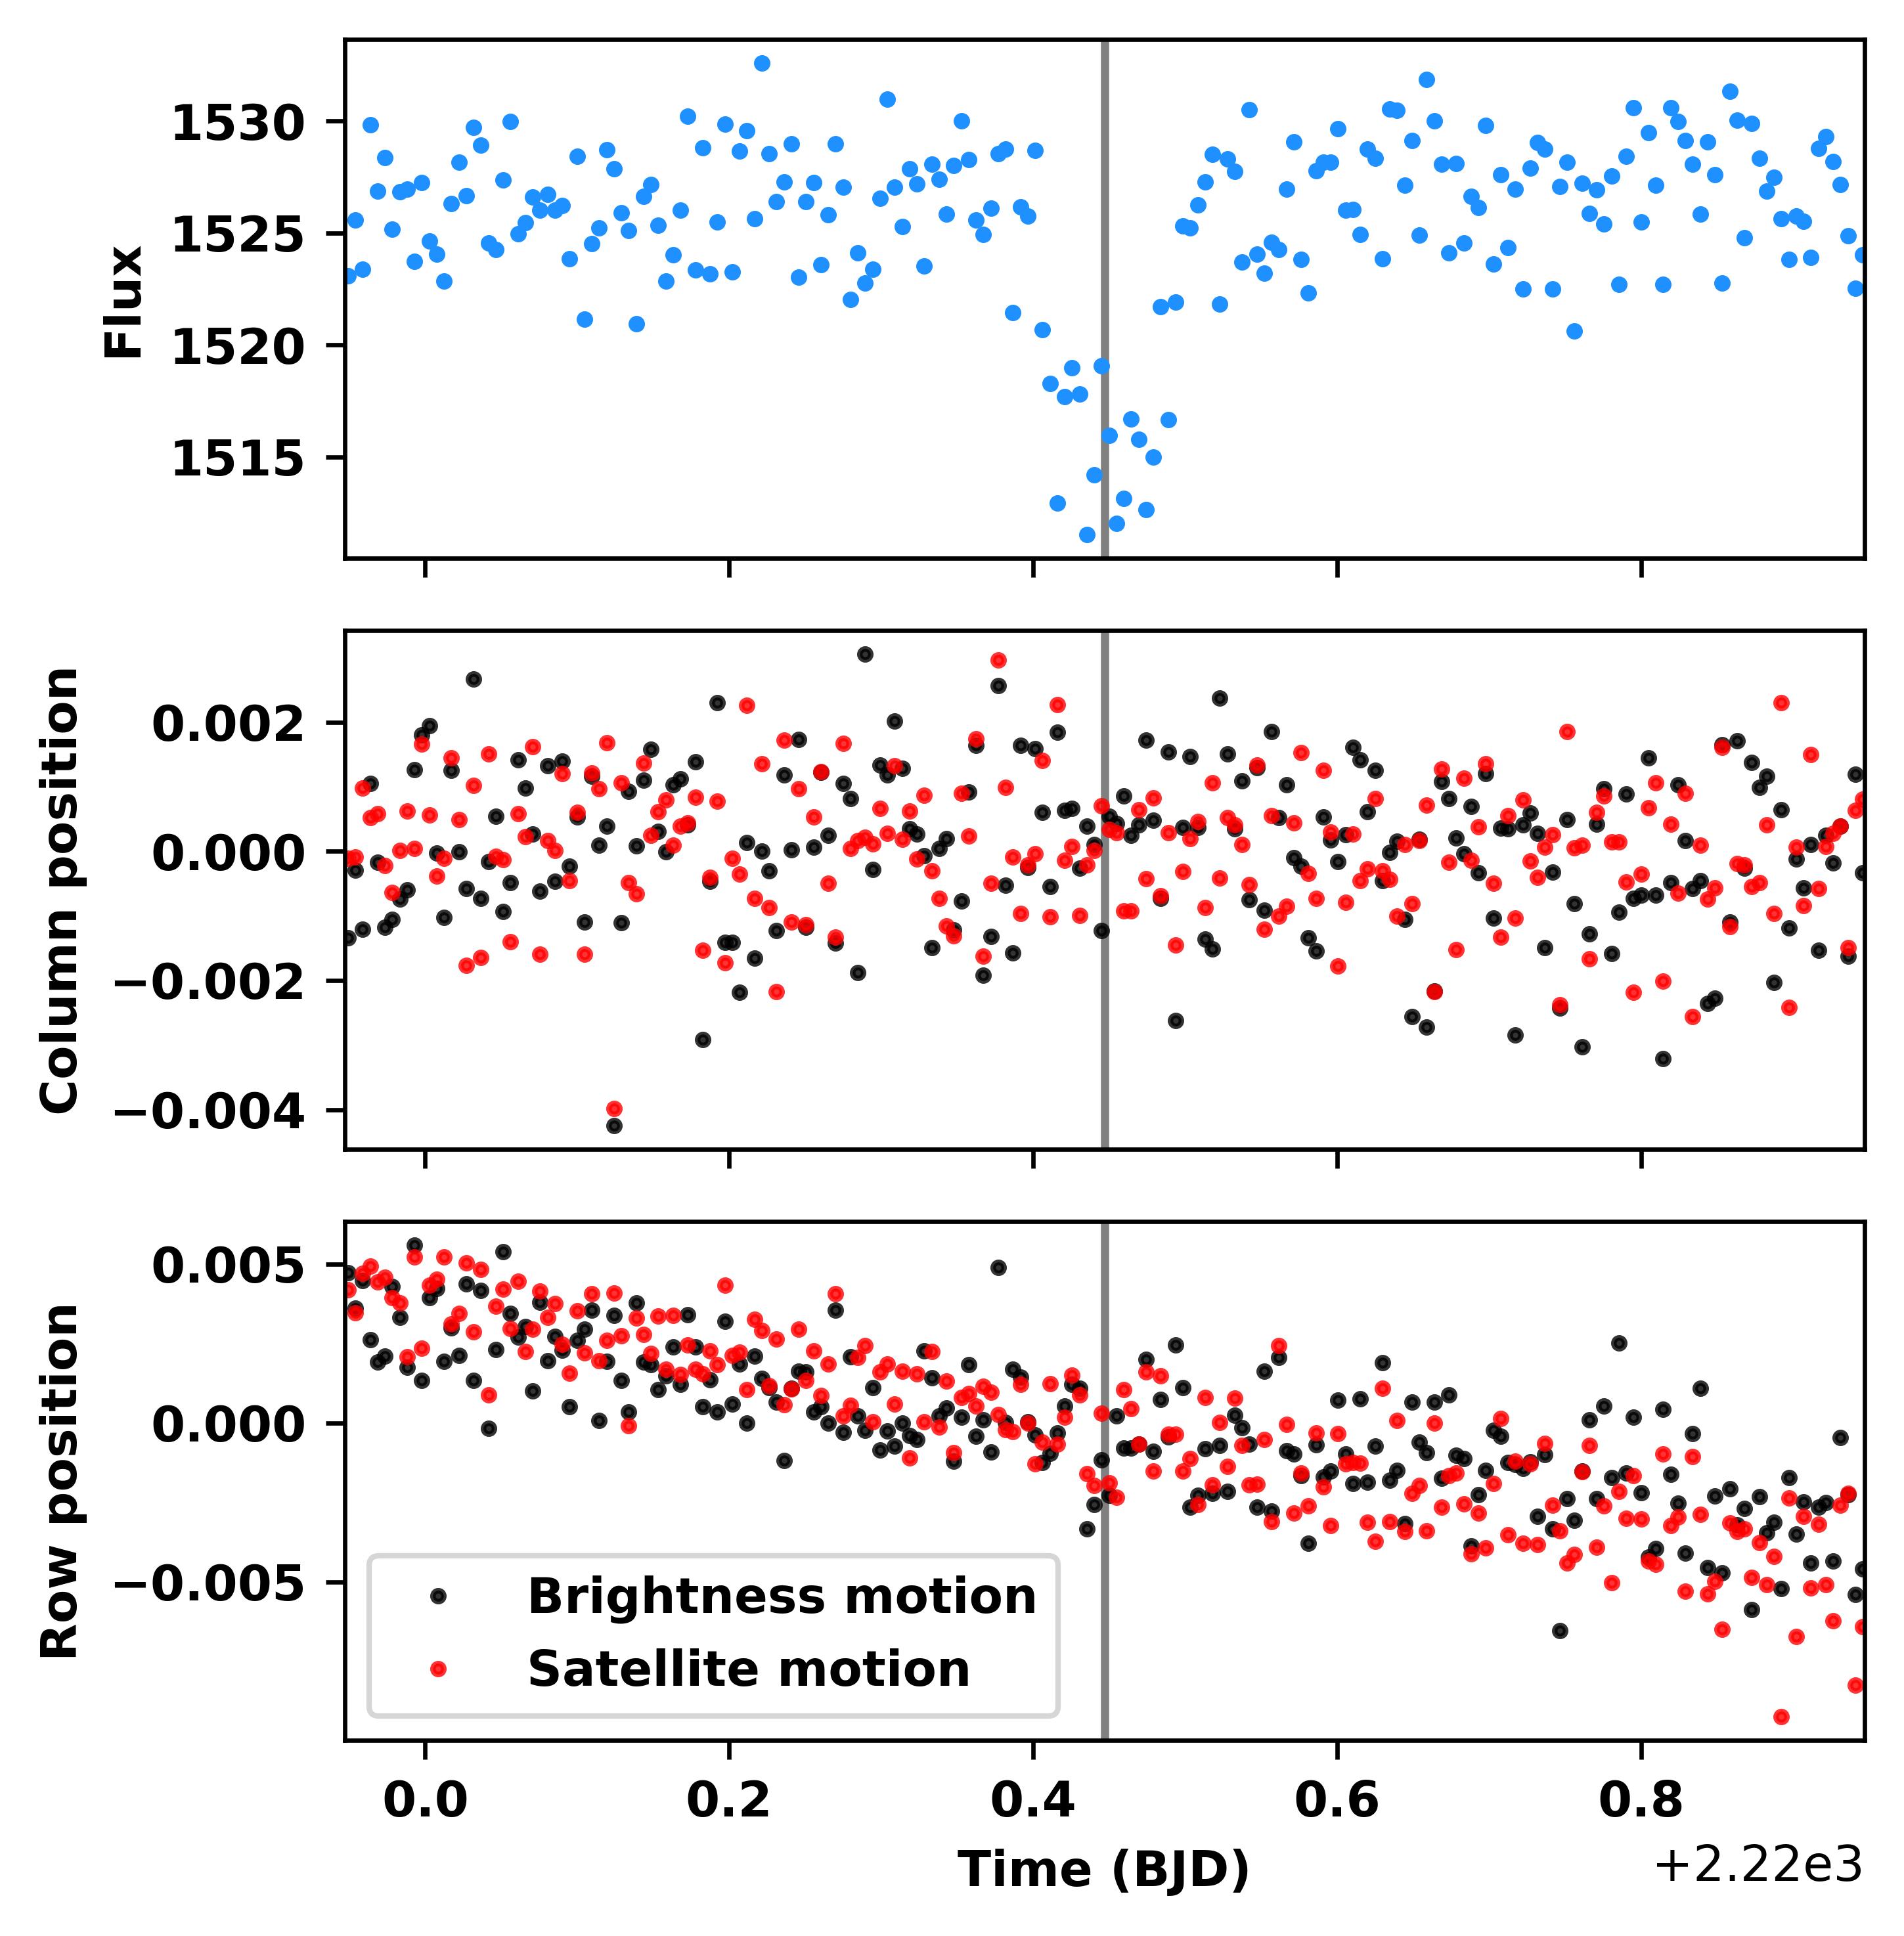 1530
1525
1520
1515
Flux
0.002
0.000
−0.002
−0.004
Column position
0.005
0.000
−0.005
Row position
Brightness motion
Satellite motion
0.0 0.2 0.4 0.6 0.8
Time (BJD)
+2.22e3